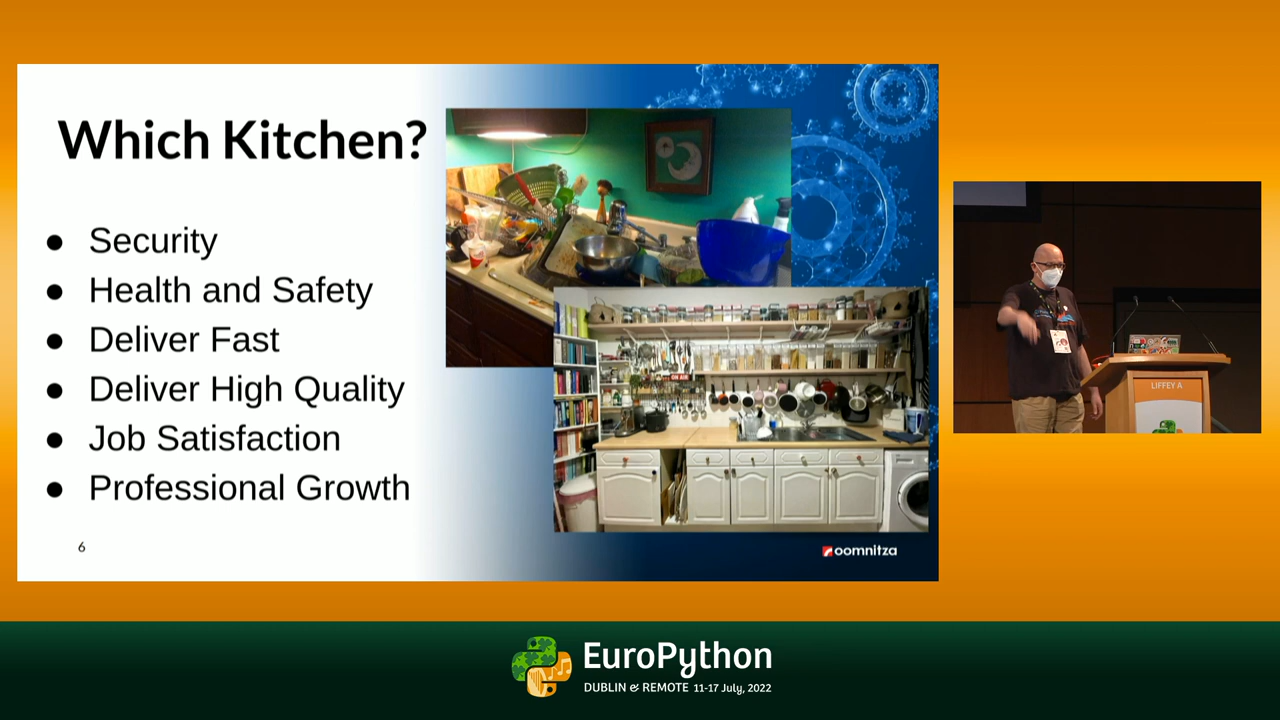 Which Kitchen?
● Security
● Health and Safety
● Deliver Fast
● Deliver High Quality
● Job Satisfaction
● Professional Growth
6
oomnitza
ON AIR
LIFFEY A
EuroPython
DUBLIN & REMOTE 11-17 July, 2022